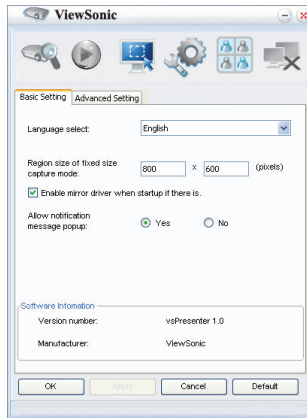 ViewSonic
Basic Setting Advanced Setting
Language select: English
Region size of fixed size capture mode: 800 x 600 (pixels)
Enable mirror driver when startup if there is.
Allow notification message popup: Yes No
Software Infomation
Version number: vsPresenter 1.0
Manufacturer: ViewSonic
OK Apply Cancel Default